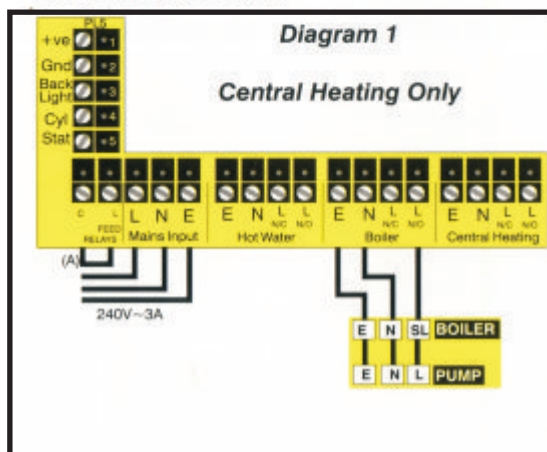 PL5
+ve *1
Gnd *2
Back Light *3
Cyl *4
Stat *5
Diagram 1
Central Heating Only
C L L N E E N L L E N L L E N L L
FEED RELAYS N/C N/O N/C N/O N/C N/O
Mains Input Hot Water Boiler Central Heating
(A)
240V~3A
E N SL BOILER
E N L PUMP